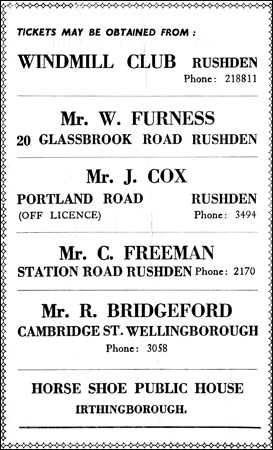 TICKETS MAY BE OBTAINED FROM :
WINDMILL CLUB RUSHDEN
Phone: 218811
Mr. W. FURNESS
20 GLASSBROOK ROAD RUSHDEN
Mr. J. COX
PORTLAND ROAD RUSHDEN
(OFF LICENCE) Phone: 3494
Mr. C. FREEMAN
STATION ROAD RUSHDEN Phone: 2170
Mr. R. BRIDGEFORD
CAMBRIDGE ST. WELLINGBOROUGH
Phone: 3058
HORSE SHOE PUBLIC HOUSE
IRTHINGBOROUGH.